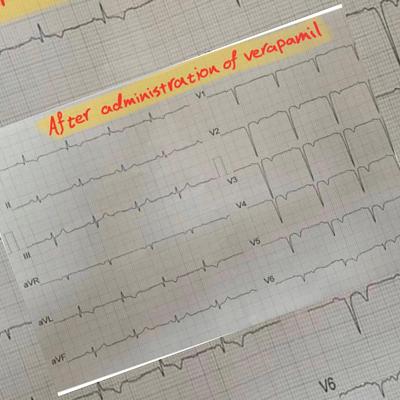 After administration of verapamil
V1
II
V2
III
V3
aVR
V4
aVL
V5
aVF
V6
V6